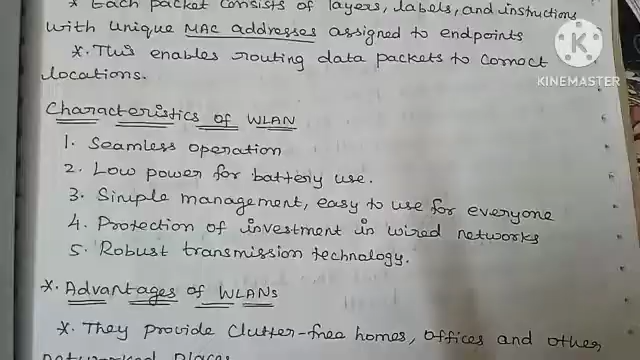 * Each packet consists of layers, labels, and instructions
with unique MAC addresses assigned to endpoints
*. This enables routing data packets to correct
locations.
Characteristics of WLAN
1. Seamless operation
2. Low power for battery use.
3. Simple management, easy to use for everyone
4. Protection of investment in wired networks
5. Robust transmission technology.
*. Advantages of WLANs
*. They provide clutter-free homes, offices and other
networked places
KINEMASTER